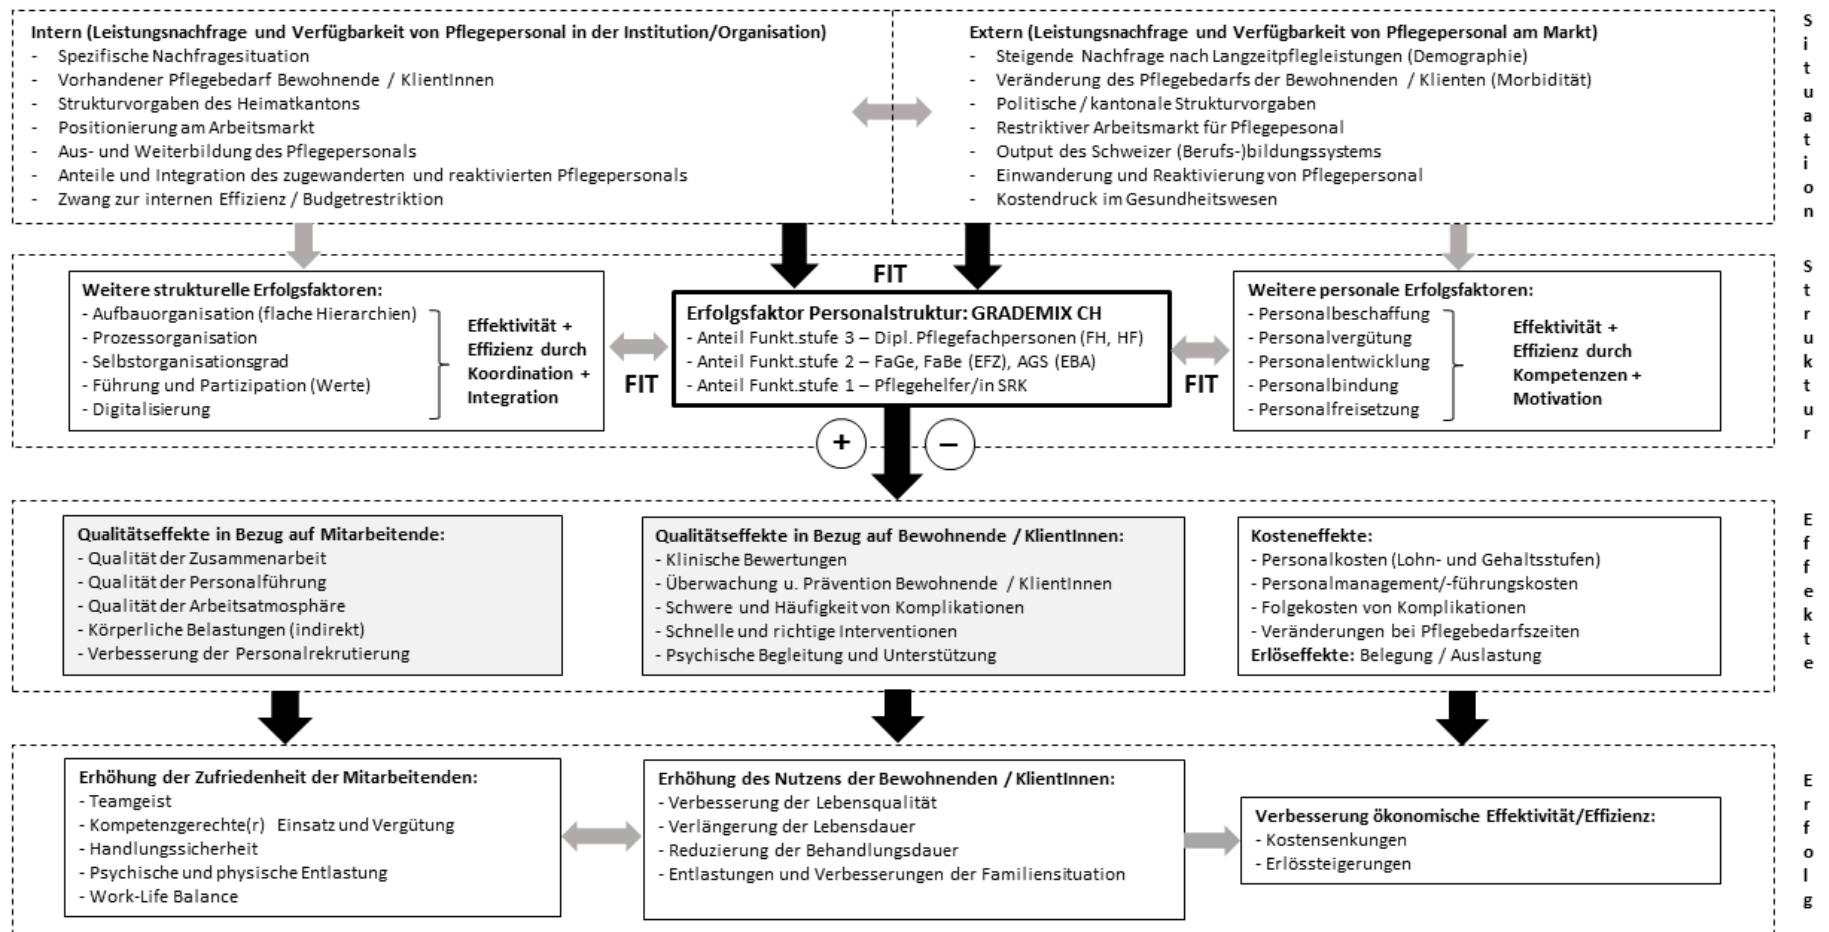 Intern (Leistungsnachfrage und Verfügbarkeit von Pflegepersonal in der Institution/Organisation)
- Spezifische Nachfragesituation
- Vorhandener Pflegebedarf Bewohnende / KlientInnen
- Strukturvorgaben des Heimatkantons
- Positionierung am Arbeitsmarkt
- Aus- und Weiterbildung des Pflegepersonals
- Anteile und Integration des zugewanderten und reaktivierten Pflegepersonals
- Zwang zur internen Effizienz / Budgetrestriktion
Extern (Leistungsnachfrage und Verfügbarkeit von Pflegepersonal am Markt)
- Steigende Nachfrage nach Langzeitpflegleistungen (Demographie)
- Veränderung des Pflegebedarfs der Bewohnenden / Klienten (Morbidität)
- Politische / kantonale Strukturvorgaben
- Restriktiver Arbeitsmarkt für Pflegepesonal
- Output des Schweizer (Berufs-)bildungssystems
- Einwanderung und Reaktivierung von Pflegepersonal
- Kostendruck im Gesundheitswesen
Situation
Weitere strukturelle Erfolgsfaktoren:
- Aufbauorganisation (flache Hierarchien)
- Prozessorganisation
- Selbstorganisationsgrad
- Führung und Partizipation (Werte)
- Digitalisierung
Effektivität +
Effizienz durch
Koordination +
Integration
FIT
FIT
Erfolgsfaktor Personalstruktur: GRADEMIX CH
- Anteil Funkt.stufe 3 – Dipl. Pflegefachpersonen (FH, HF)
- Anteil Funkt.stufe 2 – FaGe, FaBe (EFZ), AGS (EBA)
- Anteil Funkt.stufe 1 – Pflegehelfer/in SRK
FIT
Weitere personale Erfolgsfaktoren:
- Personalbeschaffung
- Personalvergütung
- Personalentwicklung
- Personalbindung
- Personalfreisetzung
Effektivität +
Effizienz durch
Kompetenzen +
Motivation
Struktur
+
–
Qualitätseffekte in Bezug auf Mitarbeitende:
- Qualität der Zusammenarbeit
- Qualität der Personalführung
- Qualität der Arbeitsatmosphäre
- Körperliche Belastungen (indirekt)
- Verbesserung der Personalrekrutierung
Qualitätseffekte in Bezug auf Bewohnende / KlientInnen:
- Klinische Bewertungen
- Überwachung u. Prävention Bewohnende / KlientInnen
- Schwere und Häufigkeit von Komplikationen
- Schnelle und richtige Interventionen
- Psychische Begleitung und Unterstützung
Kosteneffekte:
- Personalkosten (Lohn- und Gehaltsstufen)
- Personalmanagement/-führungskosten
- Folgekosten von Komplikationen
- Veränderungen bei Pflegebedarfszeiten
Erlöseffekte: Belegung / Auslastung
Effekte
Erhöhung der Zufriedenheit der Mitarbeitenden:
- Teamgeist
- Kompetenzgerechte(r) Einsatz und Vergütung
- Handlungssicherheit
- Psychische und physische Entlastung
- Work-Life Balance
Erhöhung des Nutzens der Bewohnenden / KlientInnen:
- Verbesserung der Lebensqualität
- Verlängerung der Lebensdauer
- Reduzierung der Behandlungsdauer
- Entlastungen und Verbesserungen der Familiensituation
Verbesserung ökonomische Effektivität/Effizienz:
- Kostensenkungen
- Erlössteigerungen
Erfolg